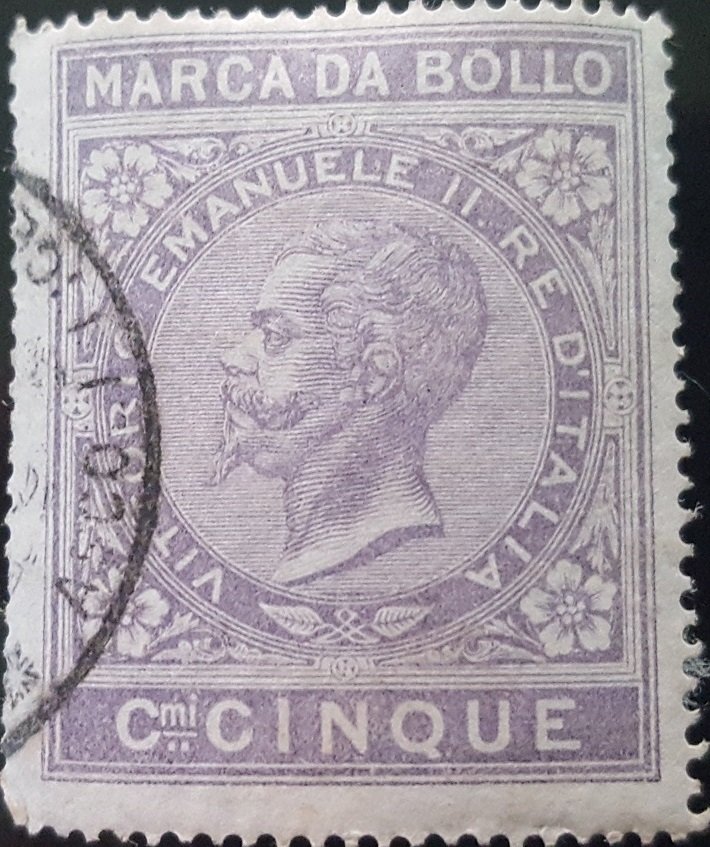 MARCA DA BOLLO
VITTORIO EMANUELE II. RE D'ITALIA
Cmi CINQUE